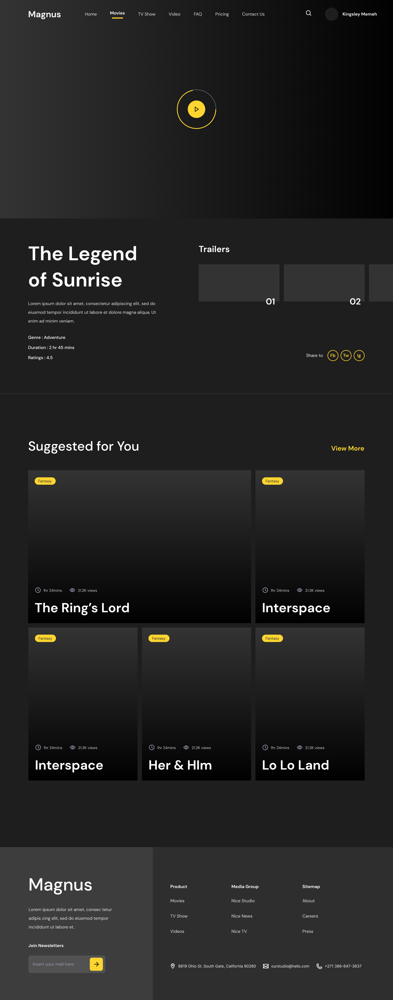 Magnus
Home
Movies
TV Show
Video
FAQ
Pricing
Contact Us
Kingsley Memeh
The Legend
of Sunrise
Lorem ipsum dolor sit amet, consectetur adipiscing elit, sed do
eiusmod tempor incididunt ut labore et dolore magna aliqua. Ut
enim ad minim veniam.
Genre : Adventure
Duration : 2 hr 45 mins
Ratings : 4.5
Trailers
01
02
Share to
Fb
Tw
Ig
Suggested for You
View More
Fantasy
1hr 24mins
21.3K views
The Ring’s Lord
Fantasy
1hr 24mins
21.3K views
Interspace
Fantasy
1hr 24mins
21.3K views
Interspace
Fantasy
1hr 24mins
21.3K views
Her & HIm
Fantasy
1hr 24mins
21.3K views
Lo Lo Land
Magnus
Lorem ipsum dolor sit amet, consec tetur
adipis cing elit, sed do eiusmod tempor
incididunt ut labore et.
Join Newsletters
Insert your mail here
Product
Movies
TV Show
Videos
Media Group
Nice Studio
Nice News
Nice TV
Sitemap
About
Careers
Press
8819 Ohio St. South Gate, California 90280
ourstudio@hello.com
+271 386-647-3637